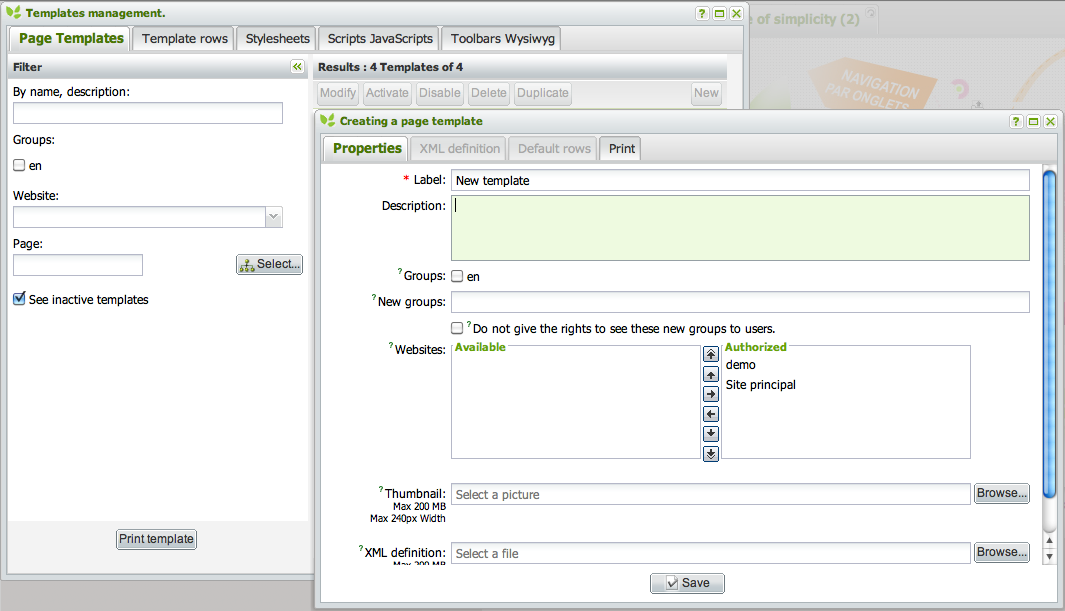 Templates management.
e of simplicity (2)
Page Templates
Template rows
Stylesheets
Scripts JavaScripts
Toolbars Wysiwyg
Filter
By name, description:
Groups:
en
Website:
Page:
Select...
See inactive templates
Print template
Results : 4 Templates of 4
Modify
Activate
Disable
Delete
Duplicate
New
NAVIGATION
PAR ONGLETS
Creating a page template
Properties
XML definition
Default rows
Print
* Label:
New template
Description:
? Groups:
en
? New groups:
? Do not give the rights to see these new groups to users.
? Websites:
Available
Authorized
demo
Site principal
? Thumbnail:
Max 200 MB
Max 240px Width
Select a picture
Browse...
? XML definition:
Max 200 MB
Select a file
Browse...
Save